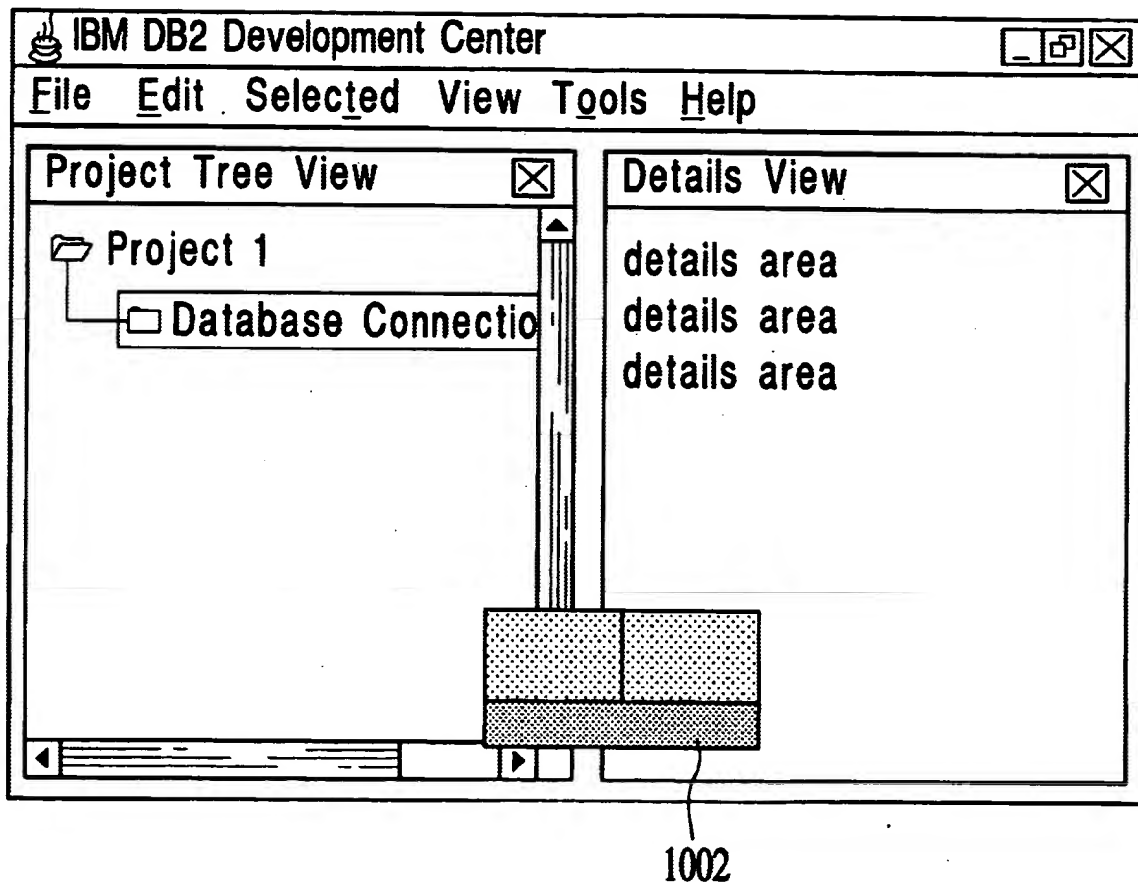 IBM DB2 Development Center
File Edit Selected View Tools Help
Project Tree View
Project 1
Database Connectio
Details View
details area
details area
details area
1002